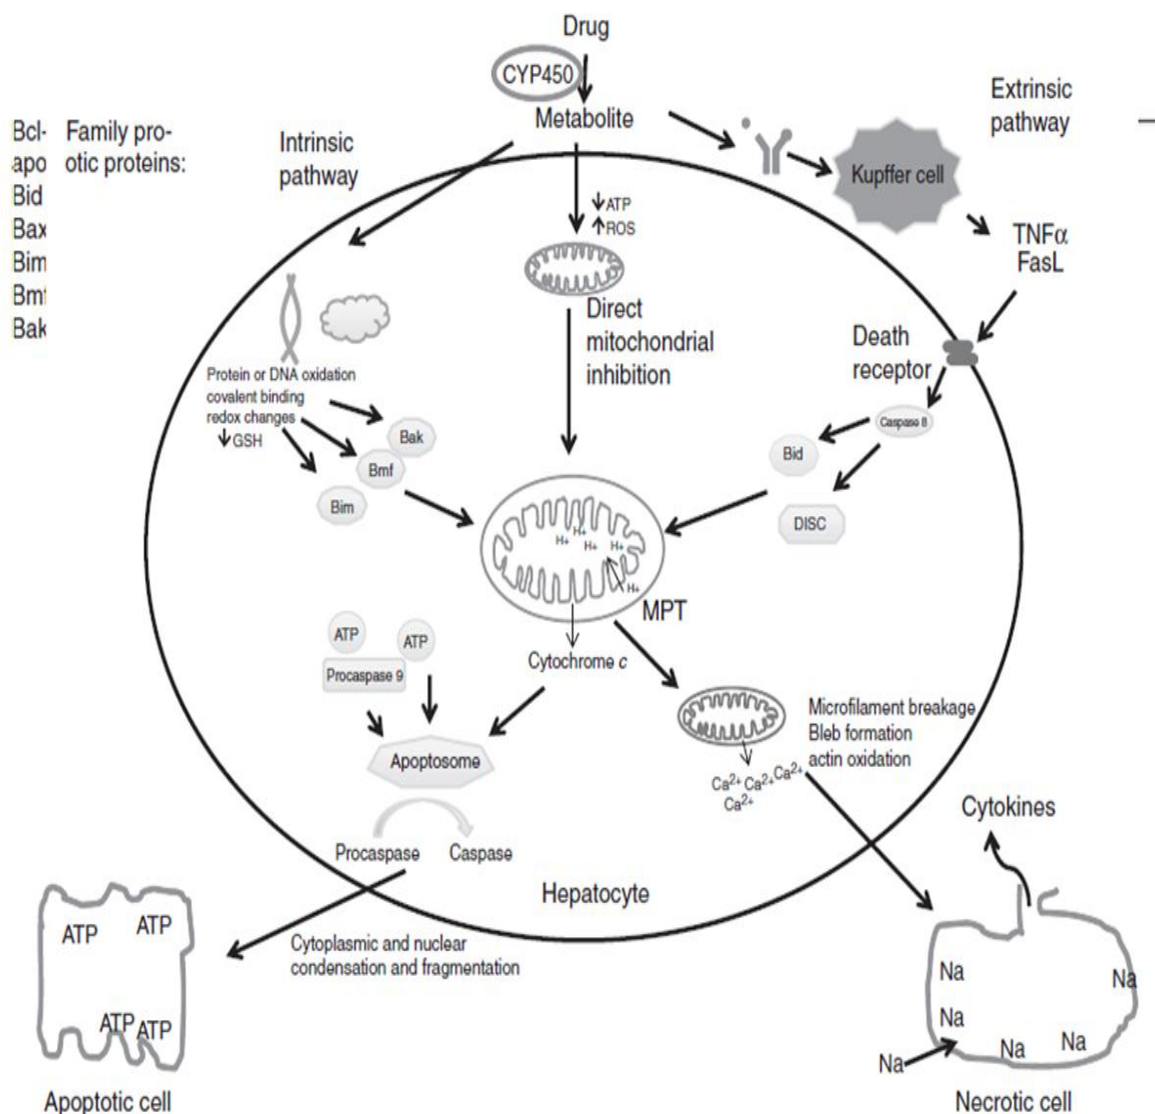 Drug
CYP450
Metabolite
Extrinsic
pathway
Bcl- Family pro-
apo otic proteins:
Bid
Bax
Bim
Bmf
Bak
Intrinsic
pathway
Kupffer cell
↓ATP
↑ROS
TNFα
FasL
Direct
mitochondrial
inhibition
Death
receptor
Protein or DNA oxidation
covalent binding
redox changes
↓GSH
Caspase 8
Bak
Bmf
Bim
Bid
DISC
H+
H+
H+
H+
H+
MPT
ATP
ATP
Procaspase 9
Cytochrome c
Apoptosome
Microfilament breakage
Bleb formation
actin oxidation
Ca2+ Ca2+ Ca2+
Ca2+
Procaspase
Caspase
Cytokines
Hepatocyte
Cytoplasmic and nuclear
condensation and fragmentation
ATP
ATP
ATP
ATP
Na
Na
Na
Na
Na
Na
Apoptotic cell
Necrotic cell